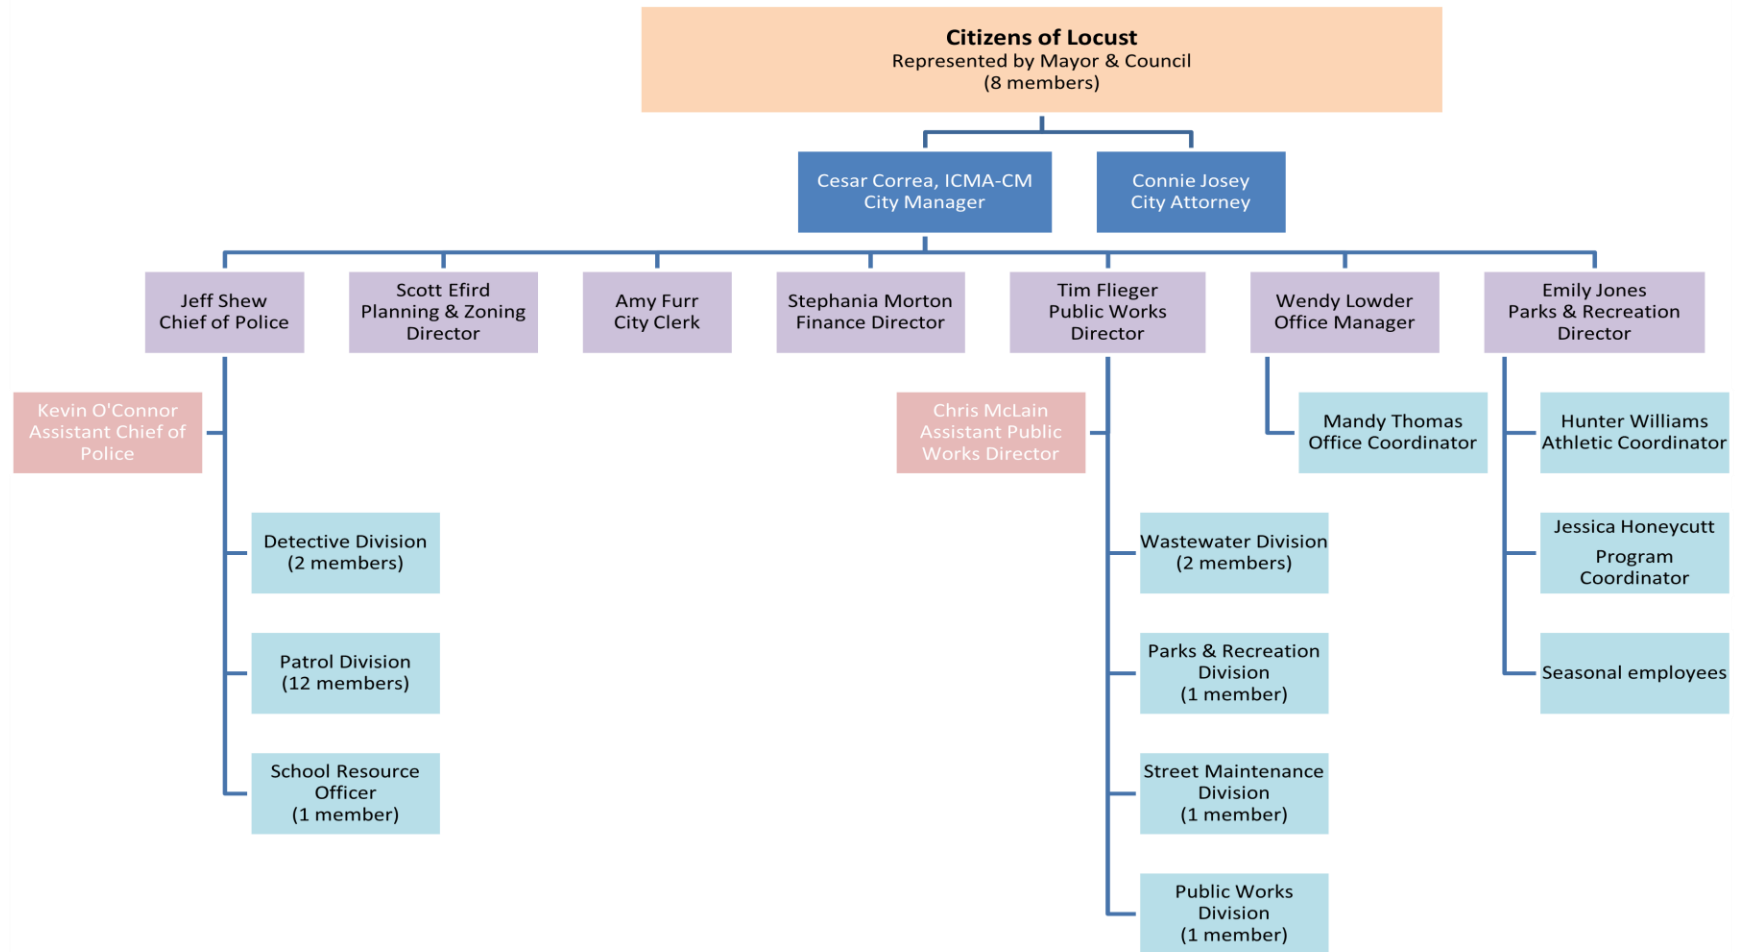 Citizens of Locust
Represented by Mayor & Council
(8 members)
Cesar Correa, ICMA-CM
City Manager
Connie Josey
City Attorney
Jeff Shew
Chief of Police
Scott Efird
Planning & Zoning
Director
Amy Furr
City Clerk
Stephania Morton
Finance Director
Tim Flieger
Public Works
Director
Wendy Lowder
Office Manager
Emily Jones
Parks & Recreation
Director
Kevin O'Connor
Assistant Chief of
Police
Chris McLain
Assistant Public
Works Director
Mandy Thomas
Office Coordinator
Hunter Williams
Athletic Coordinator
Detective Division
(2 members)
Wastewater Division
(2 members)
Jessica Honeycutt
Program
Coordinator
Patrol Division
(12 members)
Parks & Recreation
Division
(1 member)
Seasonal employees
School Resource
Officer
(1 member)
Street Maintenance
Division
(1 member)
Public Works
Division
(1 member)